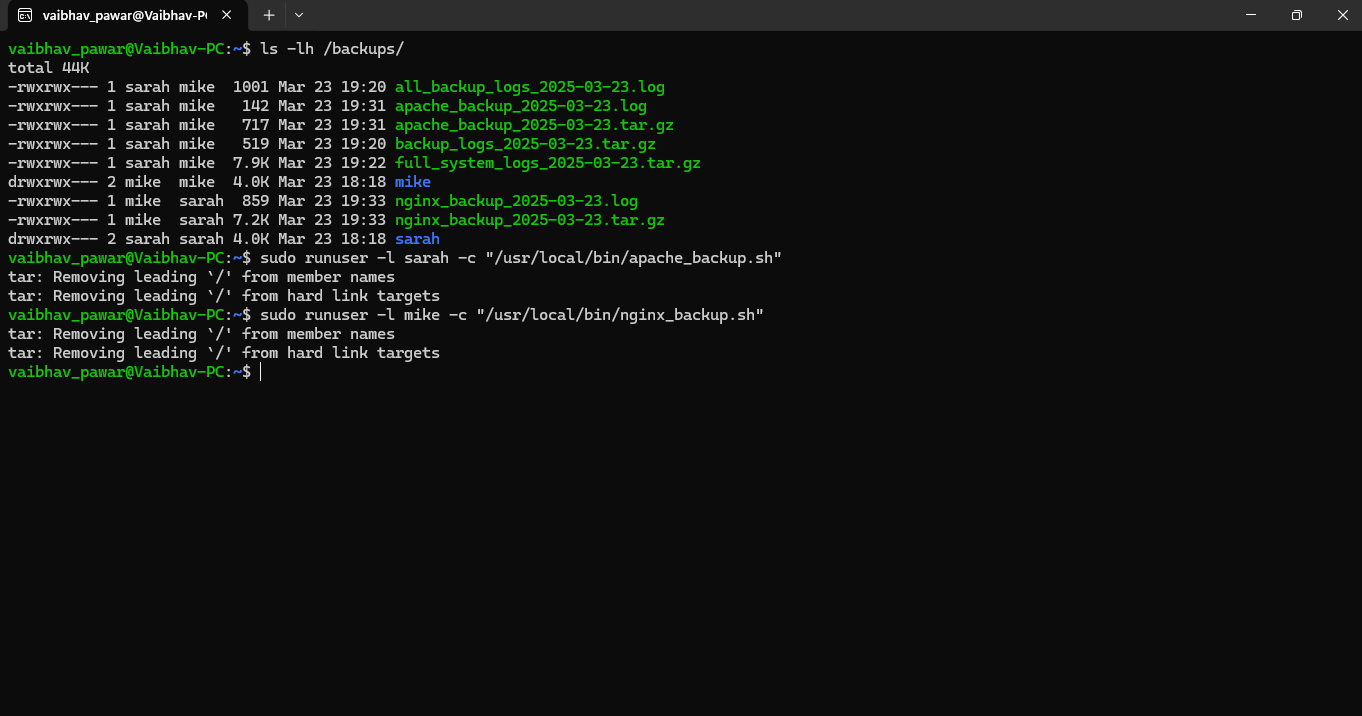 vaibhav_pawar@Vaibhav-P
vaibhav_pawar@Vaibhav-PC:~$ ls -lh /backups/
total 44K
-rwxrwx--- 1 sarah mike  1001 Mar 23 19:20 all_backup_logs_2025-03-23.log
-rwxrwx--- 1 sarah mike   142 Mar 23 19:31 apache_backup_2025-03-23.log
-rwxrwx--- 1 sarah mike   717 Mar 23 19:31 apache_backup_2025-03-23.tar.gz
-rwxrwx--- 1 sarah mike   519 Mar 23 19:20 backup_logs_2025-03-23.tar.gz
-rwxrwx--- 1 sarah mike  7.9K Mar 23 19:22 full_system_logs_2025-03-23.tar.gz
drwxrwx--- 2 mike  mike  4.0K Mar 23 18:18 mike
-rwxrwx--- 1 mike  sarah  859 Mar 23 19:33 nginx_backup_2025-03-23.log
-rwxrwx--- 1 mike  sarah 7.2K Mar 23 19:33 nginx_backup_2025-03-23.tar.gz
drwxrwx--- 2 sarah sarah 4.0K Mar 23 18:18 sarah
vaibhav_pawar@Vaibhav-PC:~$ sudo runuser -l sarah -c "/usr/local/bin/apache_backup.sh"
tar: Removing leading `/' from member names
tar: Removing leading `/' from hard link targets
vaibhav_pawar@Vaibhav-PC:~$ sudo runuser -l mike -c "/usr/local/bin/nginx_backup.sh"
tar: Removing leading `/' from member names
tar: Removing leading `/' from hard link targets
vaibhav_pawar@Vaibhav-PC:~$